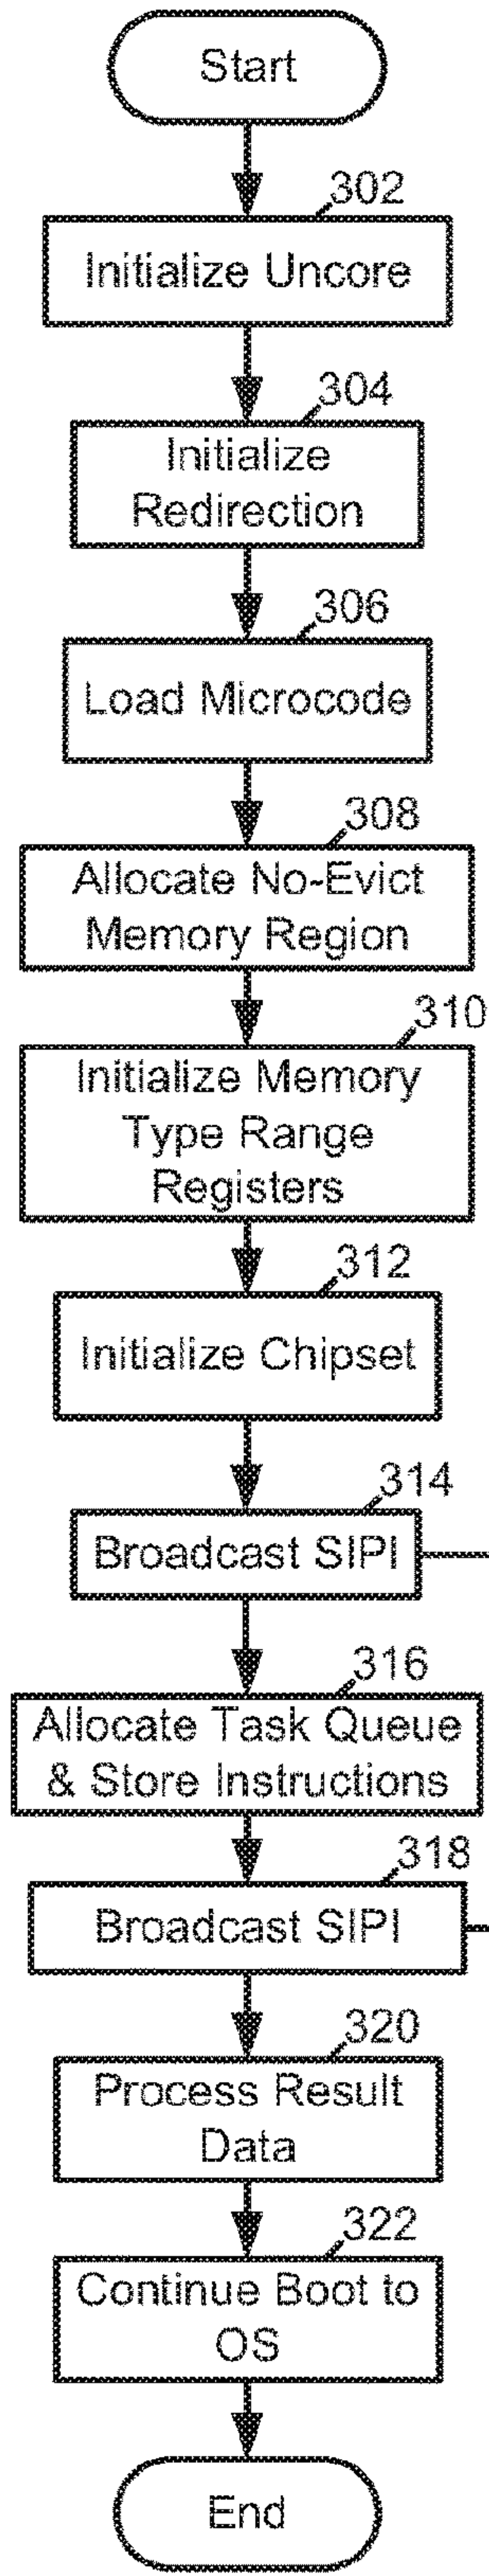 Start
302
Initialize Uncore
304
Initialize
Redirection
306
Load Microcode
308
Allocate No-Evict
Memory Region
310
Initialize Memory
Type Range
Registers
312
Initialize Chipset
314
Broadcast SIPI
316
Allocate Task Queue
& Store Instructions
318
Broadcast SIPI
320
Process Result
Data
322
Continue Boot to
OS
End